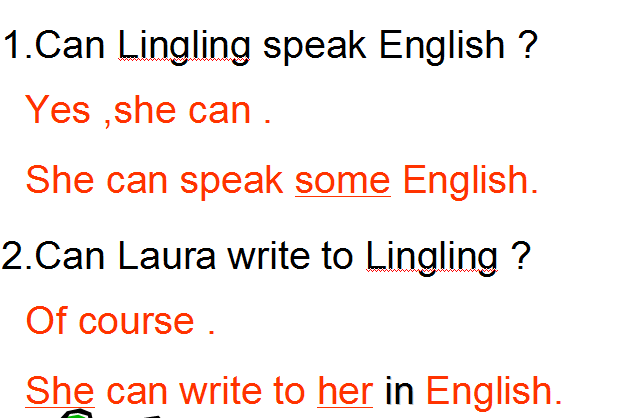 1.Can Lingling speak English ?
Yes ,she can .
She can speak some English.
2.Can Laura write to Lingling ?
Of course .
She can write to her in English.